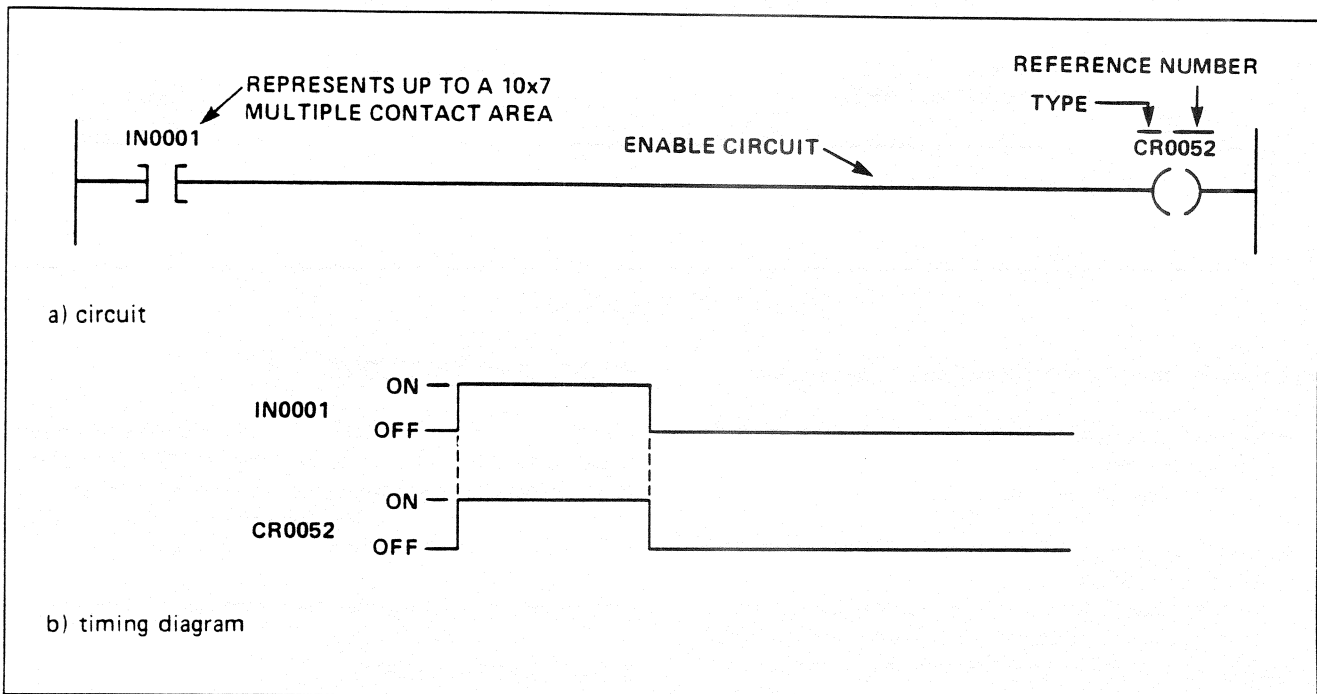 REPRESENTS UP TO A 10x7
MULTIPLE CONTACT AREA
IN0001
ENABLE CIRCUIT
REFERENCE NUMBER
TYPE
CR0052
a) circuit
IN0001
ON
OFF
CR0052
ON
OFF
b) timing diagram